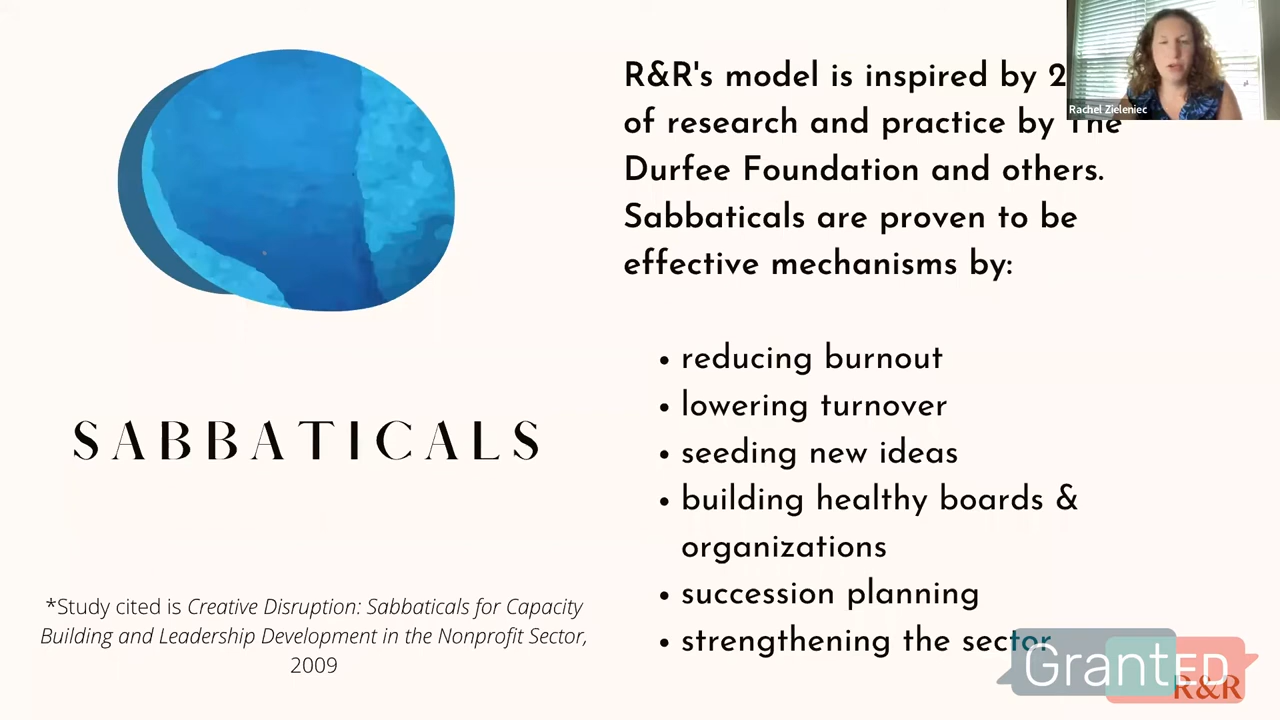 R&R's model is inspired by 2
of research and practice by The
Durfee Foundation and others.
Sabbaticals are proven to be
effective mechanisms by:
• reducing burnout
• lowering turnover
• seeding new ideas
• building healthy boards &
organizations
• succession planning
• strengthening the sector
SABBATICALS
*Study cited is Creative Disruption: Sabbaticals for Capacity
Building and Leadership Development in the Nonprofit Sector,
2009
Rachel Zieleniec
GrantED
R&R